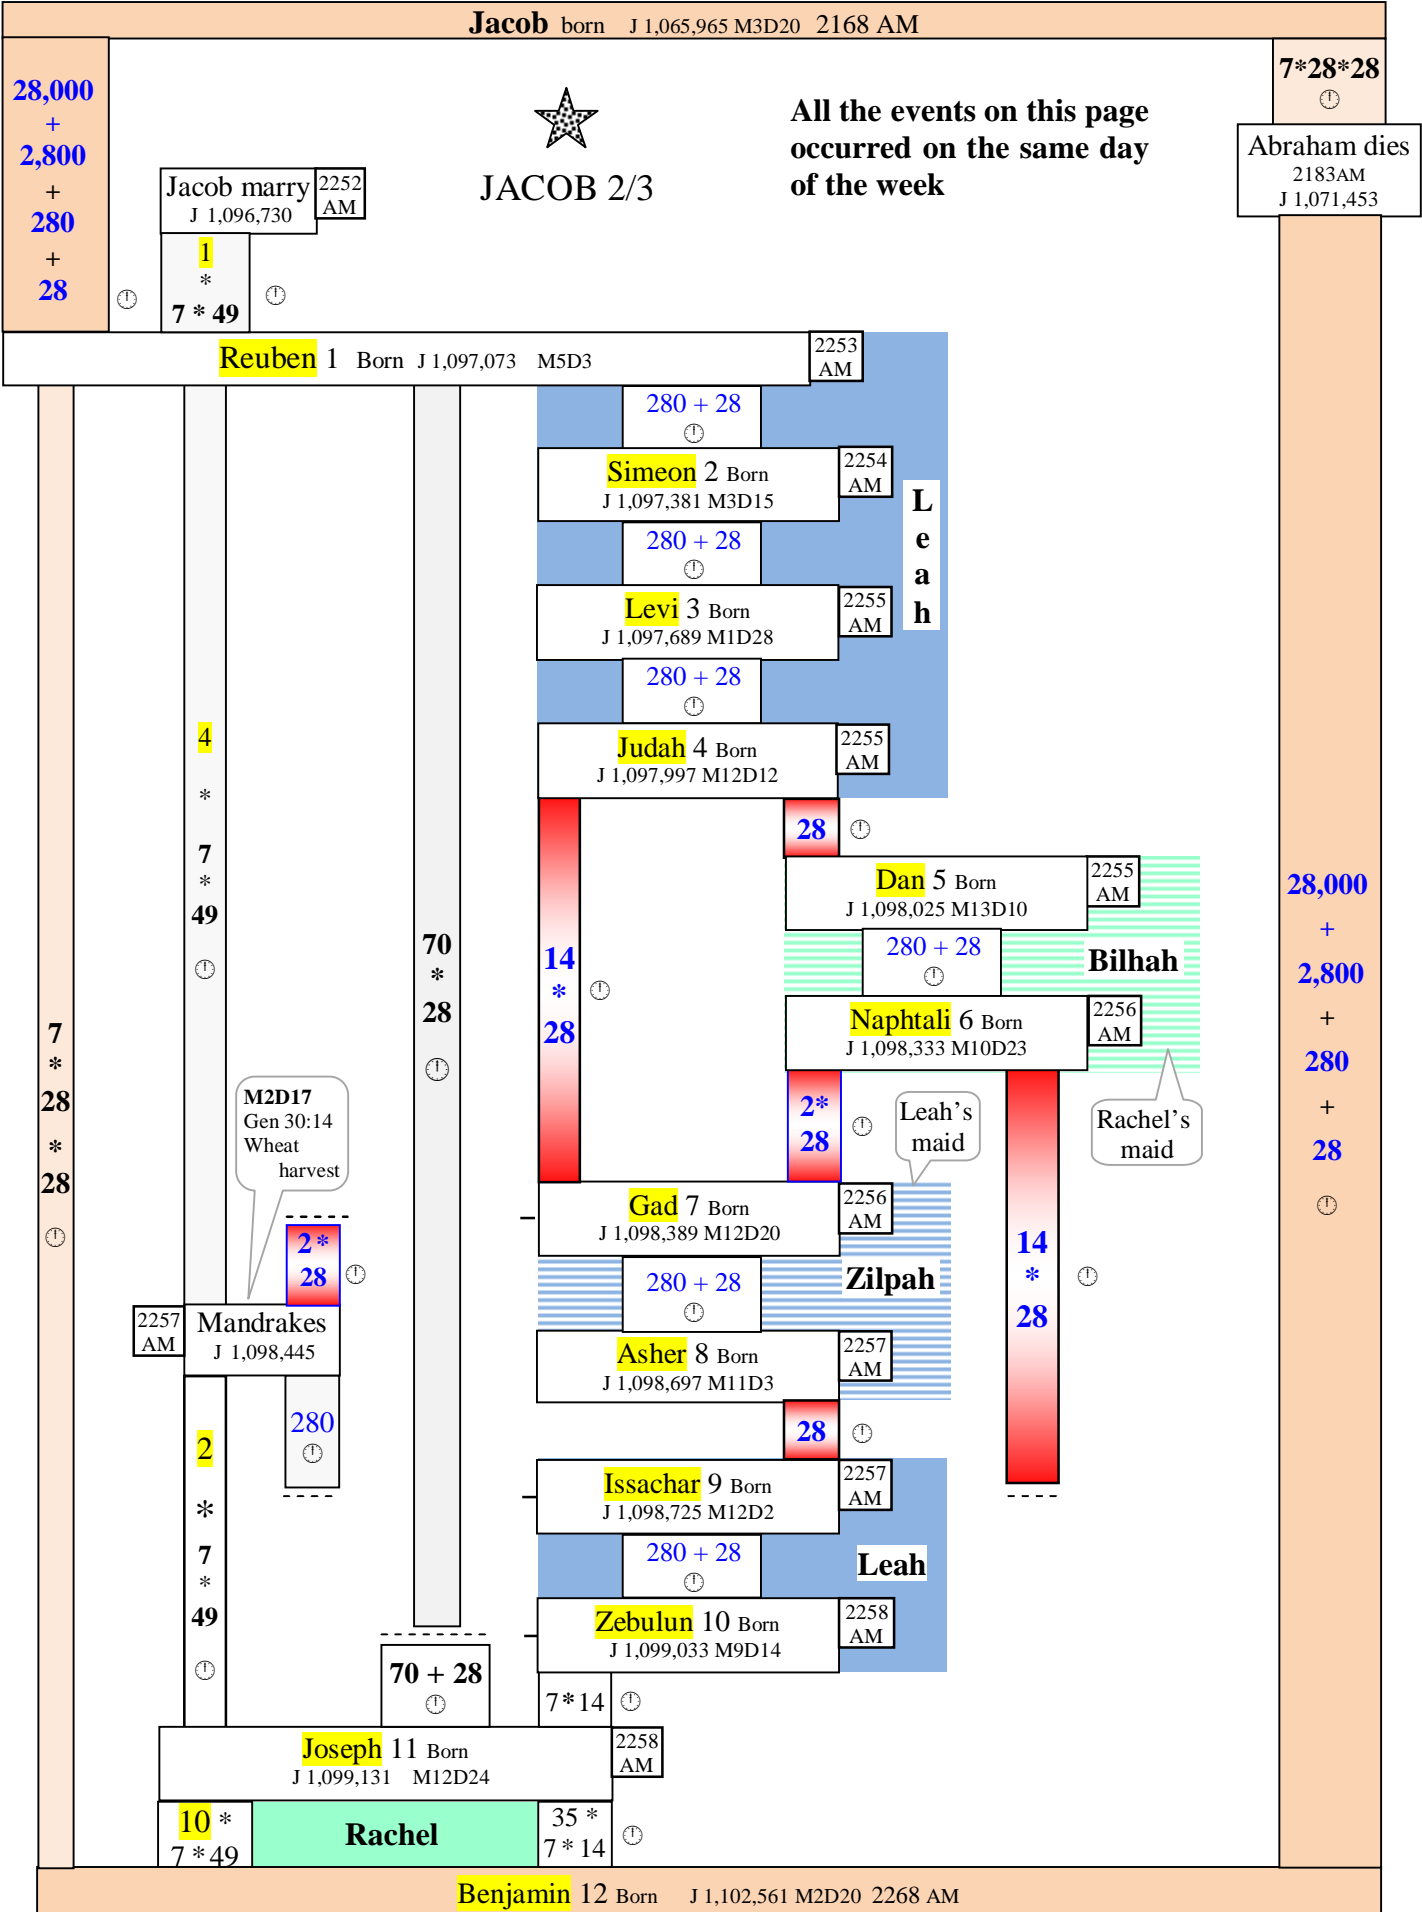 Jacob born J 1,065,965 M3D20 2168 AM
28,000
+
2,800
+
280
+
28
7*28*28
All the events on this page
occurred on the same day
of the week
JACOB 2/3
Abraham dies
2183AM
J 1,071,453
Jacob marry
J 1,096,730
2252
AM
1
*
7 * 49
Reuben 1 Born J 1,097,073 M5D3
2253
AM
280 + 28
Simeon 2 Born
J 1,097,381 M3D15
2254
AM
L
e
a
h
280 + 28
Levi 3 Born
J 1,097,689 M1D28
2255
AM
280 + 28
Judah 4 Born
J 1,097,997 M12D12
2255
AM
4
*
7
*
49
28
Dan 5 Born
J 1,098,025 M13D10
2255
AM
280 + 28
Bilhah
Naphtali 6 Born
J 1,098,333 M10D23
2256
AM
70
*
28
14
*
28
28,000
+
2,800
+
280
+
28
7
*
28
*
28
M2D17
Gen 30:14
Wheat
harvest
2*
28
Leah's
maid
Rachel's
maid
Gad 7 Born
J 1,098,389 M12D20
2256
AM
Zilpah
14
*
28
2*
28
2257
AM
Mandrakes
J 1,098,445
280 + 28
Asher 8 Born
J 1,098,697 M11D3
2257
AM
280
28
2
*
7
*
49
Issachar 9 Born
J 1,098,725 M12D2
2257
AM
280 + 28
Leah
Zebulun 10 Born
J 1,099,033 M9D14
2258
AM
70 + 28
7*14
Joseph 11 Born
J 1,099,131 M12D24
2258
AM
10 *
7 * 49
Rachel
35 *
7 * 14
Benjamin 12 Born J 1,102,561 M2D20 2268 AM